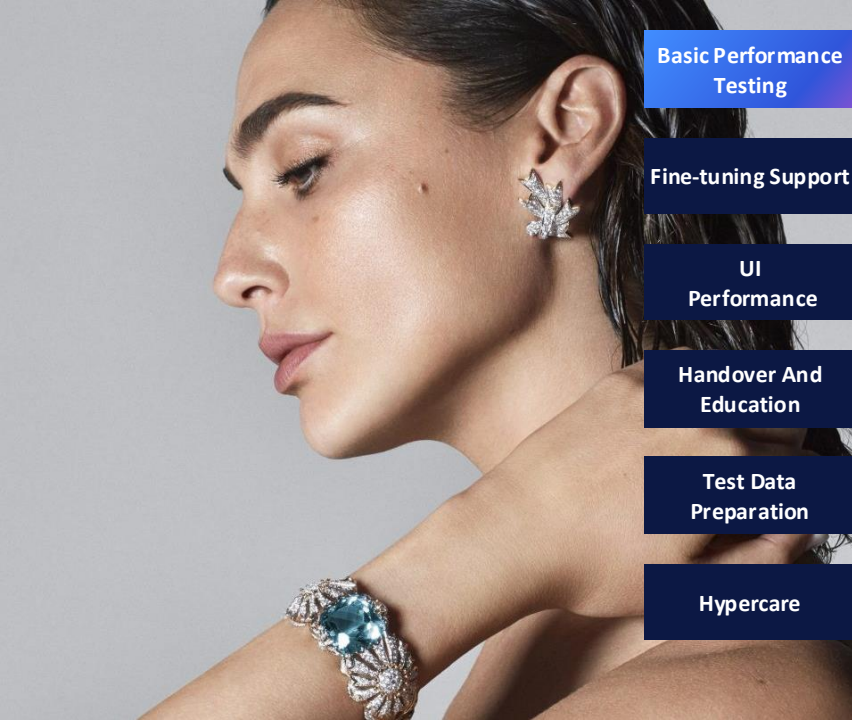 Basic Performance
Testing
Fine-tuning Support
UI
Performance
Handover And
Education
Test Data
Preparation
Hypercare